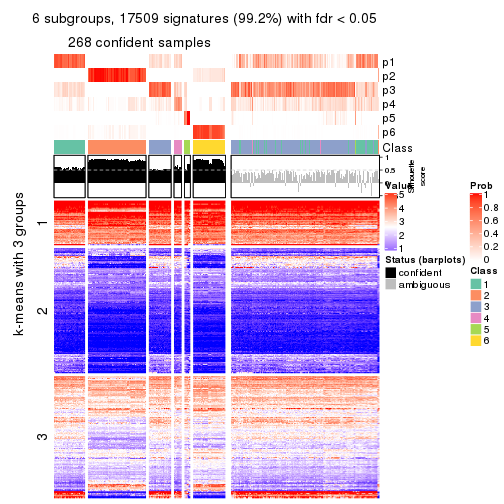 6 subgroups, 17509 signatures (99.2%) with fdr < 0.05
268 confident samples
p1
p2
p3
p4
p5
p6
Class
1
0.5
0
Silhouette
score
k-means with 3 groups
1
2
3
Value
5
4
3
2
1
Status (barplots)
confident
ambiguous
Prob
1
0.8
0.6
0.4
0.2
0
Class
1
2
3
4
5
6